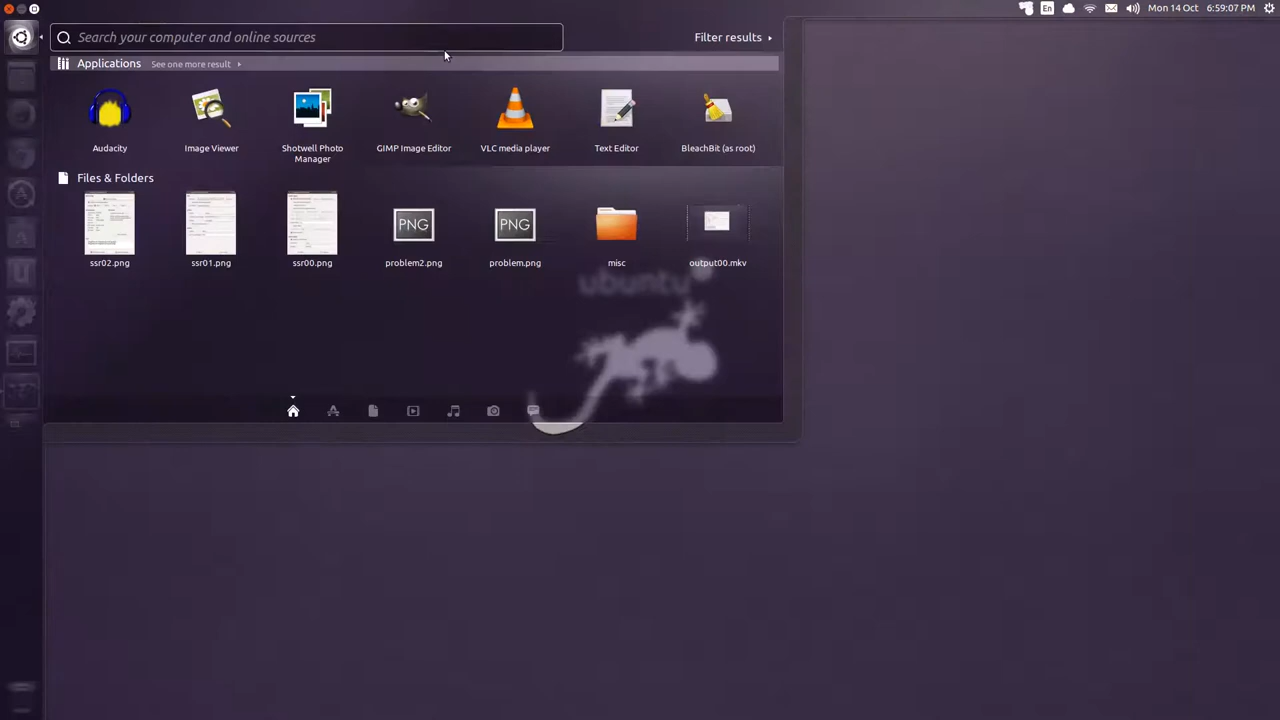 En
Mon 14 Oct 6:59:07 PM
Search your computer and online sources
Filter results
Applications See one more result
Audacity
Image Viewer
Shotwell Photo
Manager
GIMP Image Editor
VLC media player
Text Editor
BleachBit (as root)
Files & Folders
PNG
PNG
ssr02.png
ssr01.png
ssr00.png
problem2.png
problem.png
misc
output00.mkv
ubuntu